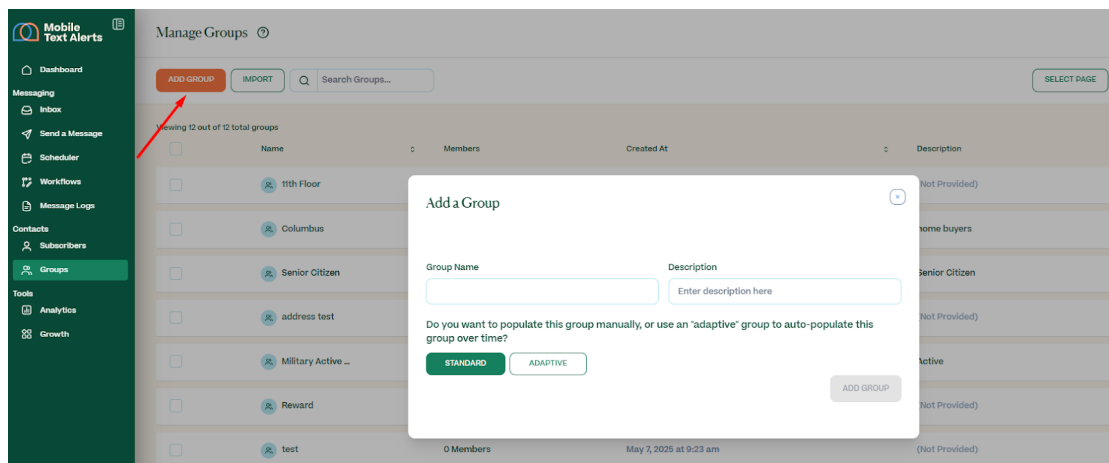 Mobile
Text Alerts
Dashboard
Messaging
Inbox
Send a Message
Scheduler
Workflows
Message Logs
Contacts
Subscribers
Groups
Tools
Analytics
Growth
Manage Groups
ADD GROUP
IMPORT
Search Groups...
SELECT PAGE
Viewing 12 out of 12 total groups
Name Members Created At Description
11th Floor (Not Provided)
Columbus home buyers
Senior Citizen Senior Citizen
address test (Not Provided)
Military Active ... Active
Reward (Not Provided)
test 0 Members May 7, 2025 at 9:23 am (Not Provided)
Add a Group
Group Name Description
Enter description here
Do you want to populate this group manually, or use an "adaptive" group to auto-populate this
group over time?
STANDARD ADAPTIVE
ADD GROUP